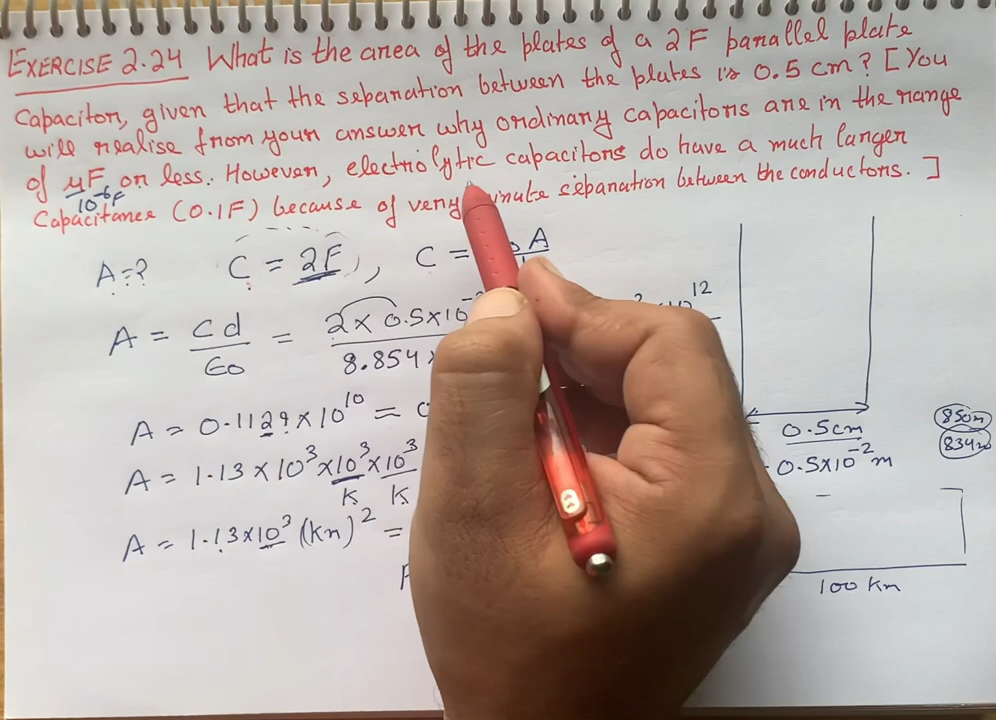 EXERCISE 2.24 What is the area of the plates of a 2F parallel plate
Capacitor, given that the separation between the plates is 0.5 cm? [You
will realise from your answer why ordinary capacitors are in the range
of μF or less. However, electrolytic capacitors do have a much larger
10⁻⁶F
Capacitance (0.1F) because of very separation between the conductors.]
A=? C = 2F, C = A
A = Cd/ε₀ = 2 × 0.5×10 / 8.854 12
A = 0.1129 × 10¹⁰ =
0.5cm
850m
834m
A = 1.13 × 10³ × 10³ × 10³
0.5×10⁻² m
K K
A = 1.13×10³ (Km)² =
100 Km